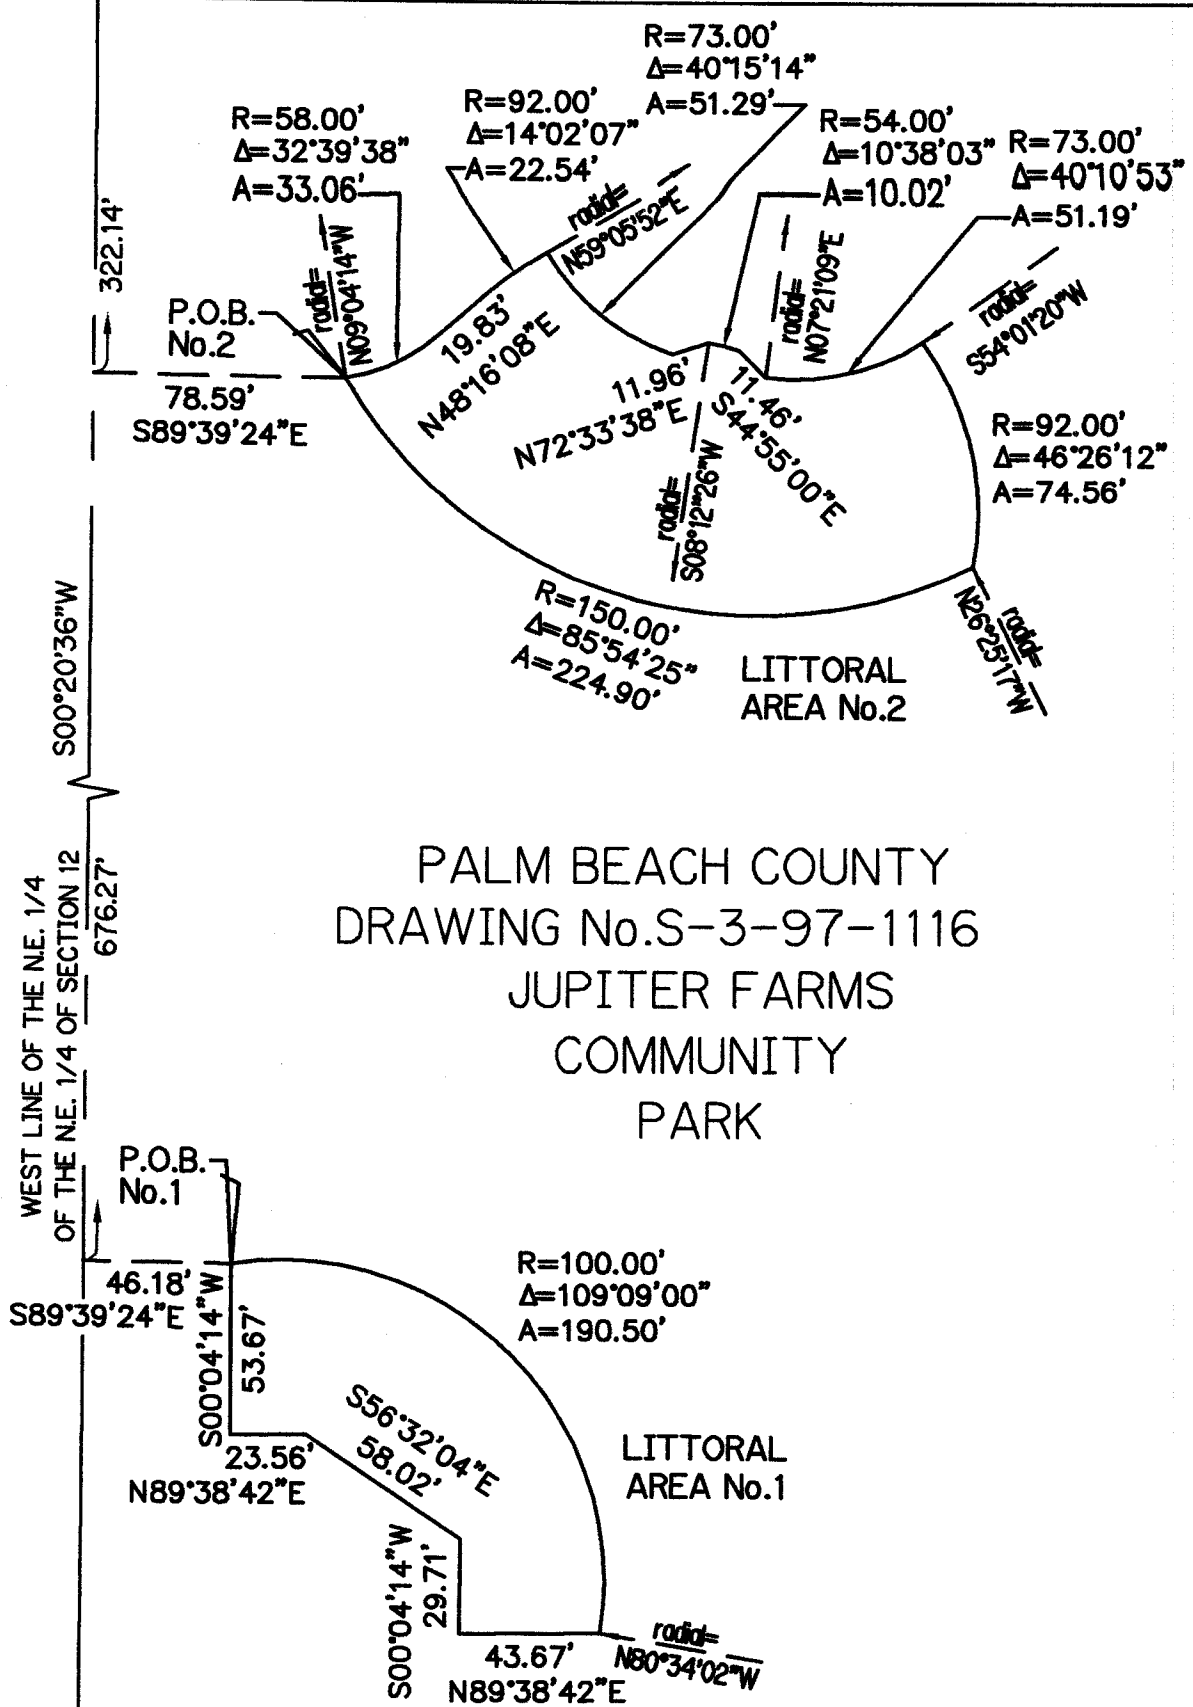 R=73.00'
Δ=40°15'14"
A=51.29'
R=92.00'
Δ=14°02'07"
A=22.54'
R=58.00'
Δ=32°39'38"
A=33.06'
R=54.00'
Δ=10°38'03"
A=10.02'
R=73.00'
Δ=40°10'53"
A=51.19'
322.14'
radial=
N09°04'14"W
radial=
N59°05'52"E
radial=
N07°21'09"E
radial=
S54°01'20"W
P.O.B.
No.2
78.59'
S89°39'24"E
19.83'
N48°16'08"E
11.96'
N72°33'38"E
11.46'
S44°55'00"E
radial=
S08°12'26"W
R=92.00'
Δ=46°26'12"
A=74.56'
R=150.00'
Δ=85°54'25"
A=224.90'
radial=
N26°25'17"W
LITTORAL
AREA No.2
S00°20'36"W
676.27'
WEST LINE OF THE N.E. 1/4
OF THE N.E. 1/4 OF SECTION 12
PALM BEACH COUNTY
DRAWING No.S-3-97-1116
JUPITER FARMS
COMMUNITY
PARK
P.O.B.
No.1
46.18'
S89°39'24"E
S00°04'14"W
53.67'
R=100.00'
Δ=109°09'00"
A=190.50'
23.56'
N89°38'42"E
S56°32'04"E
58.02'
LITTORAL
AREA No.1
S00°04'14"W
29.71'
43.67'
N89°38'42"E
radial=
N80°34'02"W